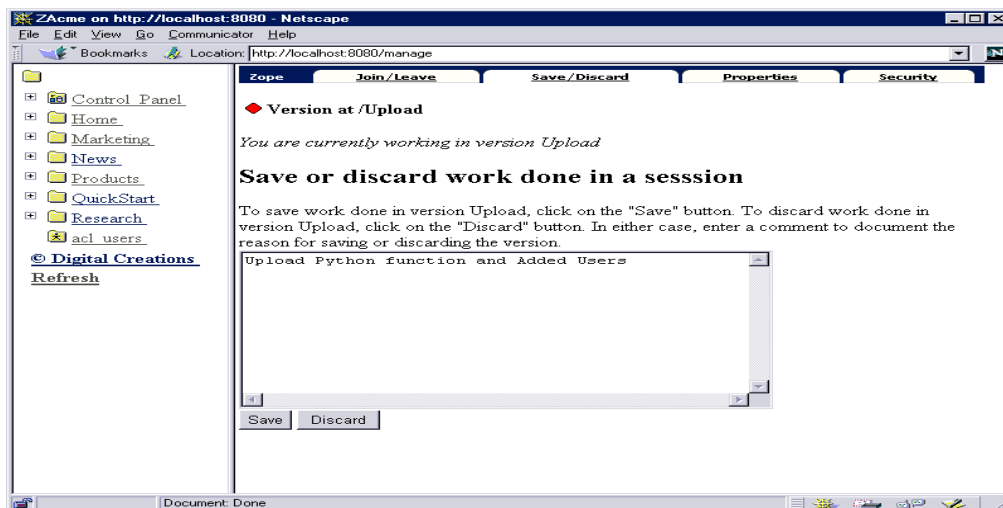 ZAcme on http://localhost:8080 - Netscape
File Edit View Go Communicator Help
Bookmarks Location: http://localhost:8080/manage
Zope Join/Leave Save/Discard Properties Security
Control_Panel
Home
Marketing
News
Products
QuickStart
Research
acl_users
© Digital Creations
Refresh
Version at /Upload
You are currently working in version Upload
Save or discard work done in a sesssion
To save work done in version Upload, click on the "Save" button. To discard work done in
version Upload, click on the "Discard" button. In either case, enter a comment to document the
reason for saving or discarding the version.
Upload Python function and Added Users
Save Discard
Document: Done